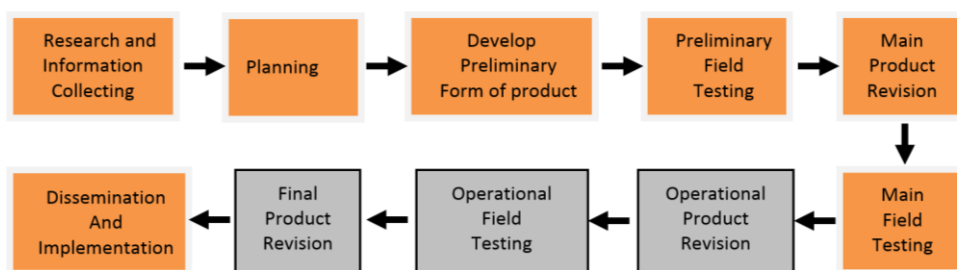 Research and
Information
Collecting
Planning
Develop
Preliminary
Form of product
Preliminary
Field
Testing
Main
Product
Revision
Main
Field
Testing
Operational
Product
Revision
Operational
Field
Testing
Final
Product
Revision
Dissemination
And
Implementation